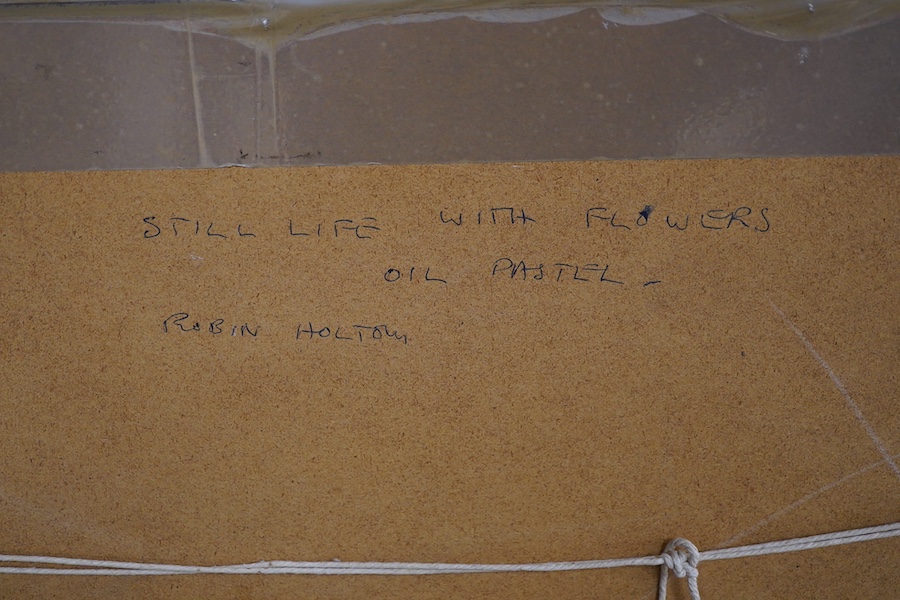 STILL LIFE WITH FLOWERS
OIL PASTEL -
ROBIN HOLTOM